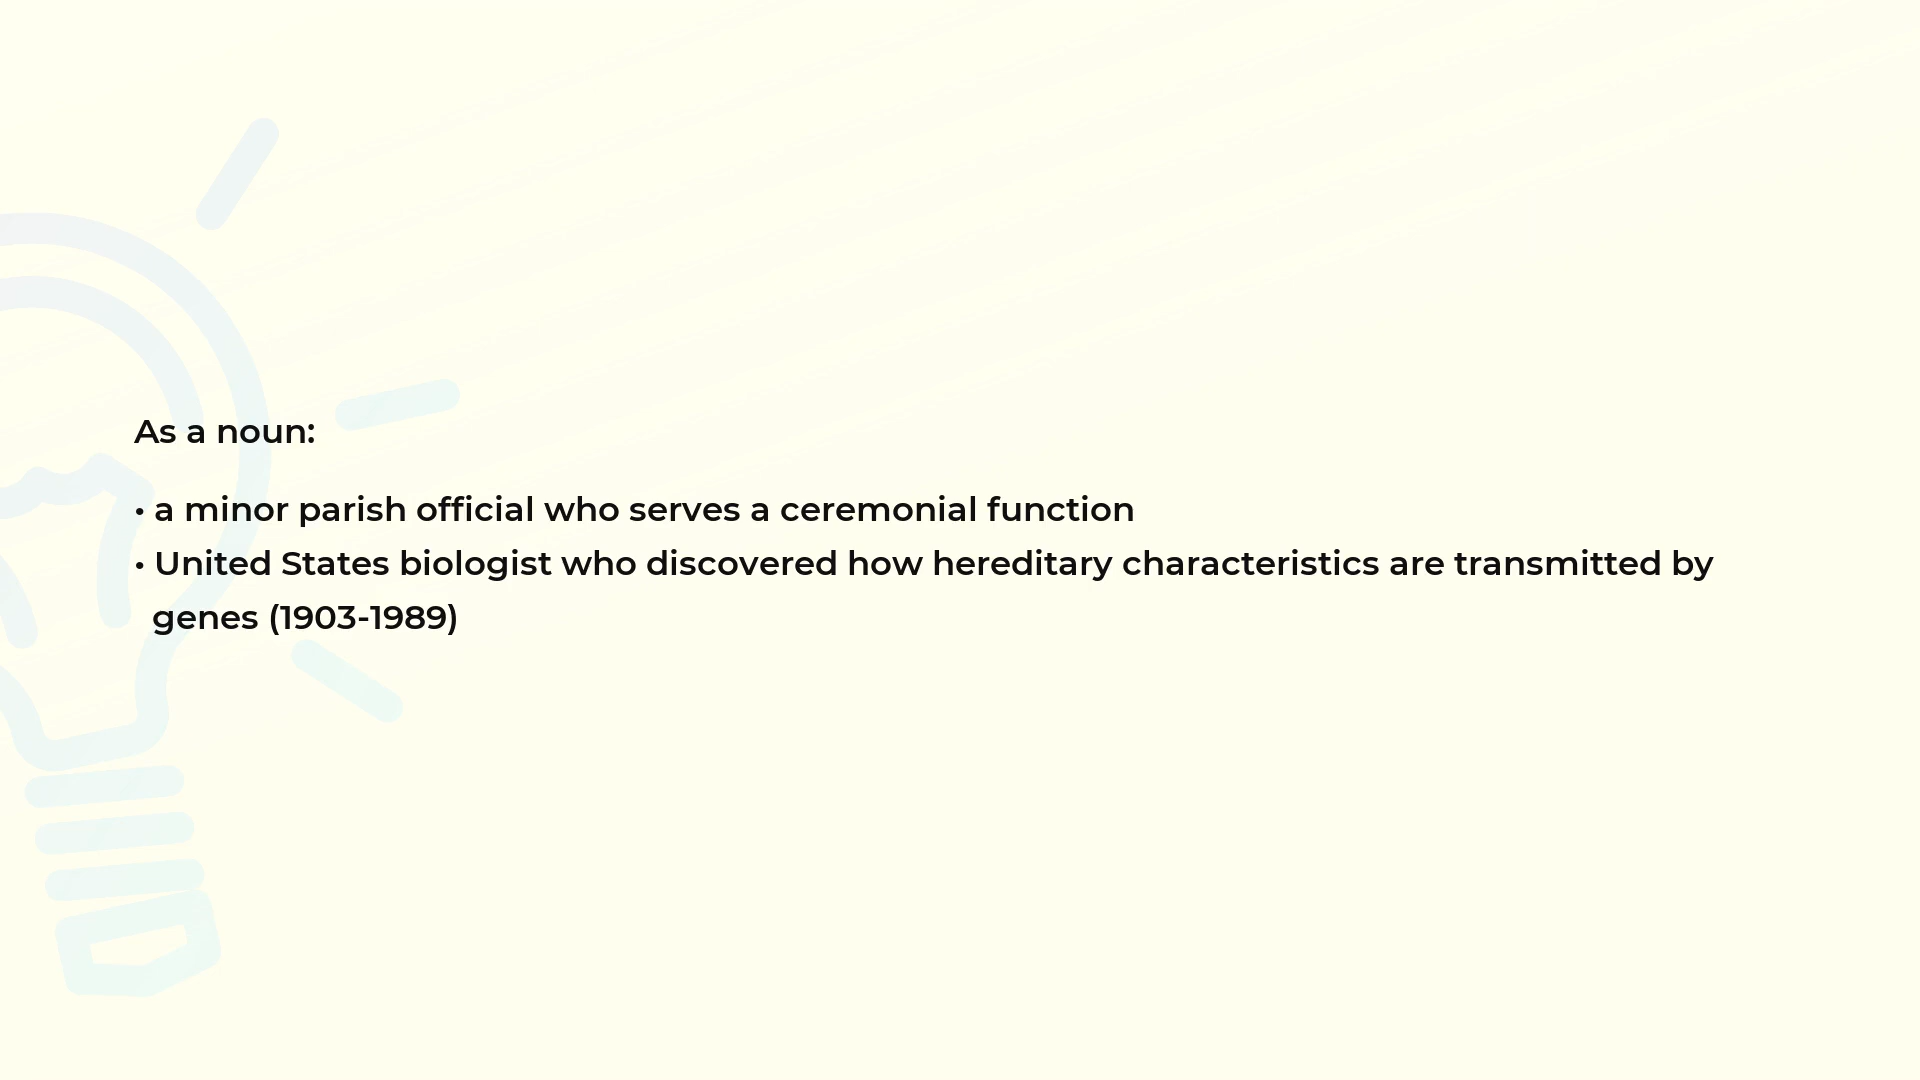 As a noun:
• a minor parish official who serves a ceremonial function
• United States biologist who discovered how hereditary characteristics are transmitted by
genes (1903-1989)